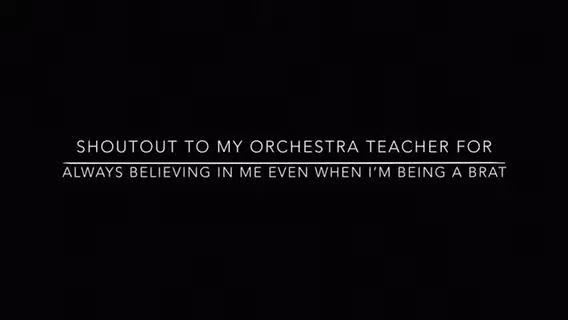 SHOUTOUT TO MY ORCHESTRA TEACHER FOR
ALWAYS BELIEVING IN ME EVEN WHEN I'M BEING A BRAT